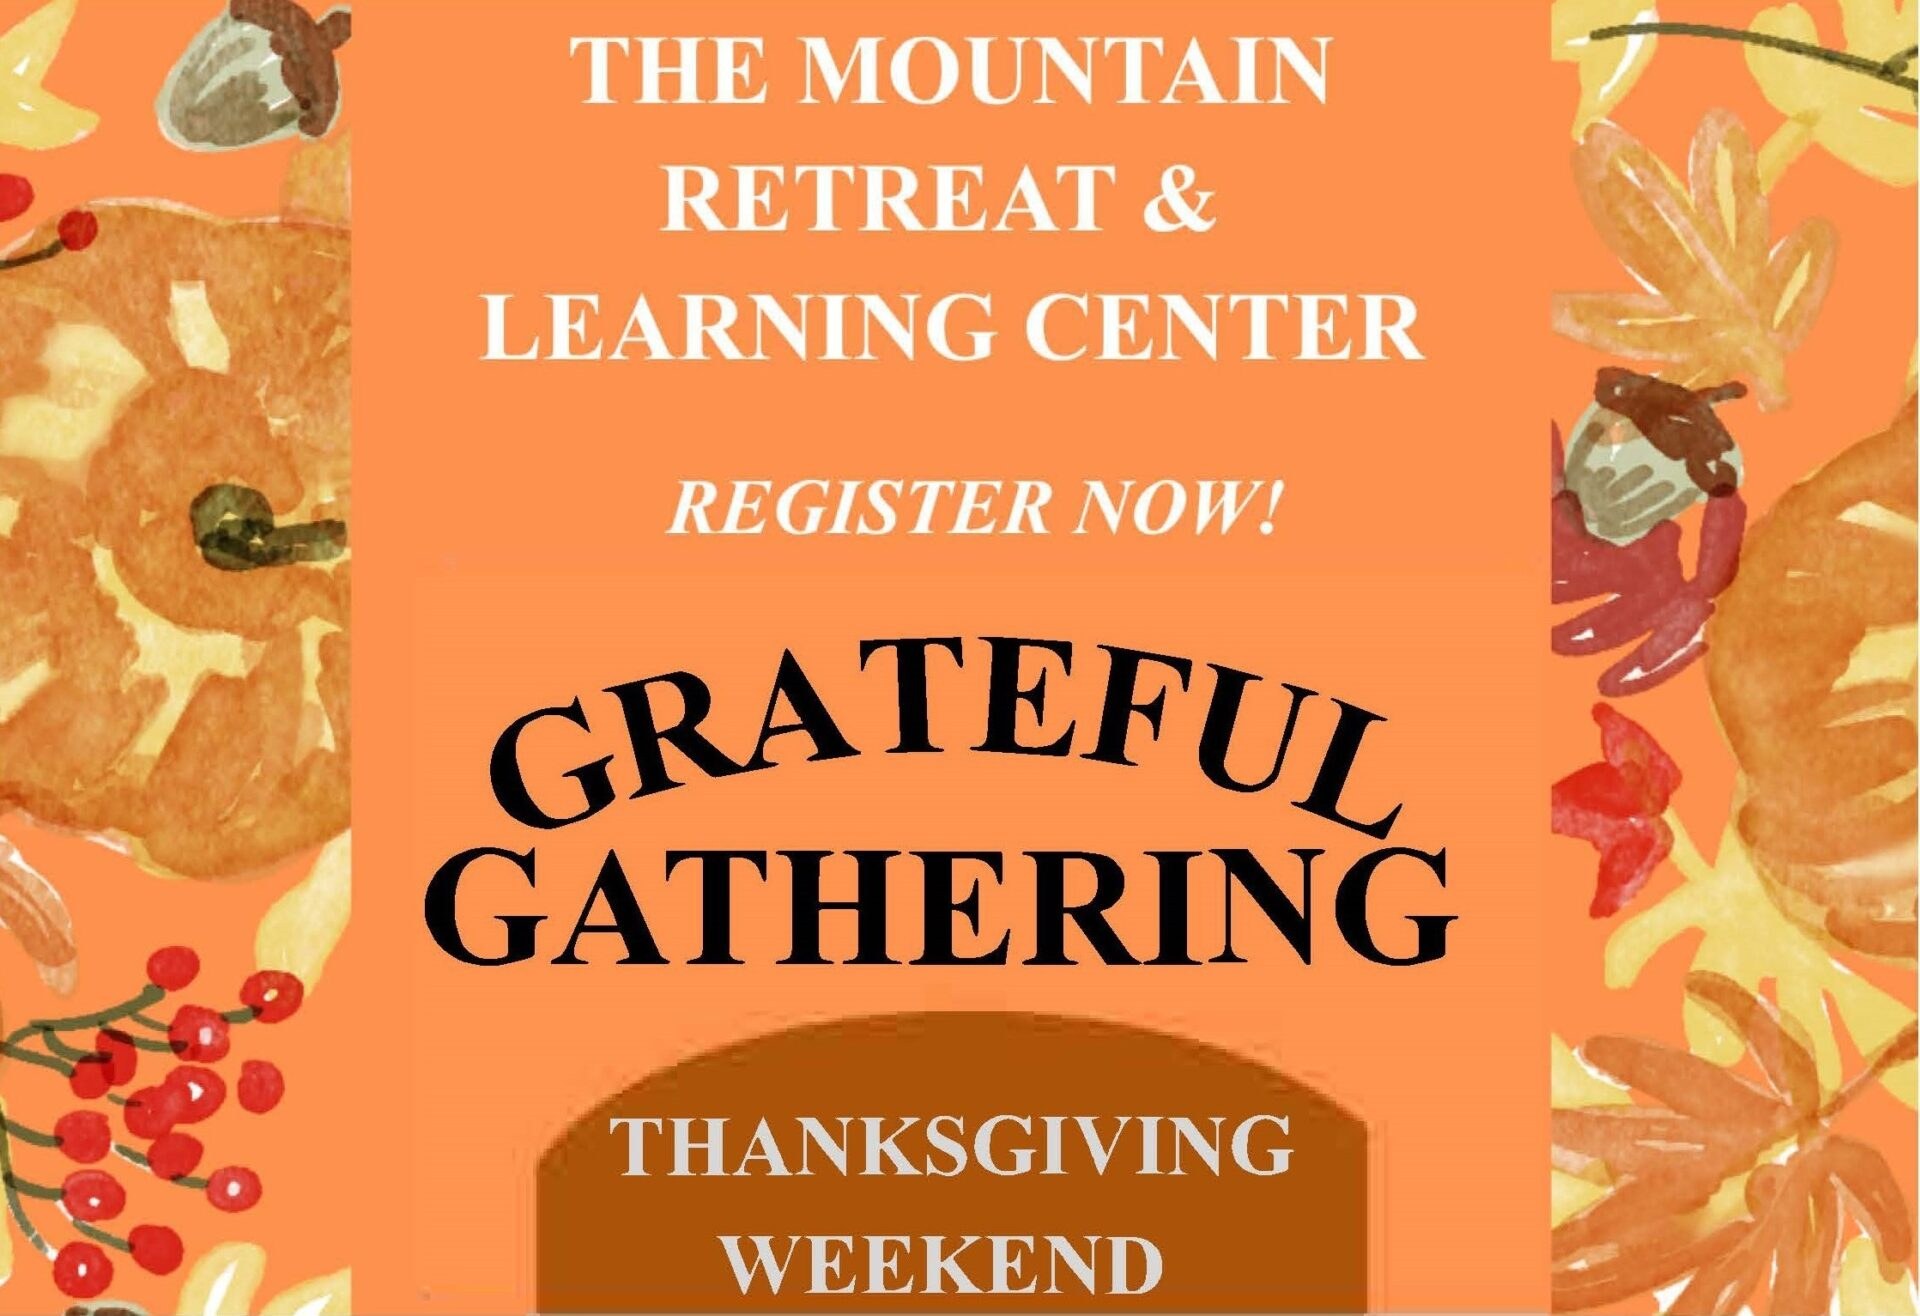 THE MOUNTAIN
RETREAT &
LEARNING CENTER
REGISTER NOW!
GRATEFUL
GATHERING
THANKSGIVING
WEEKEND